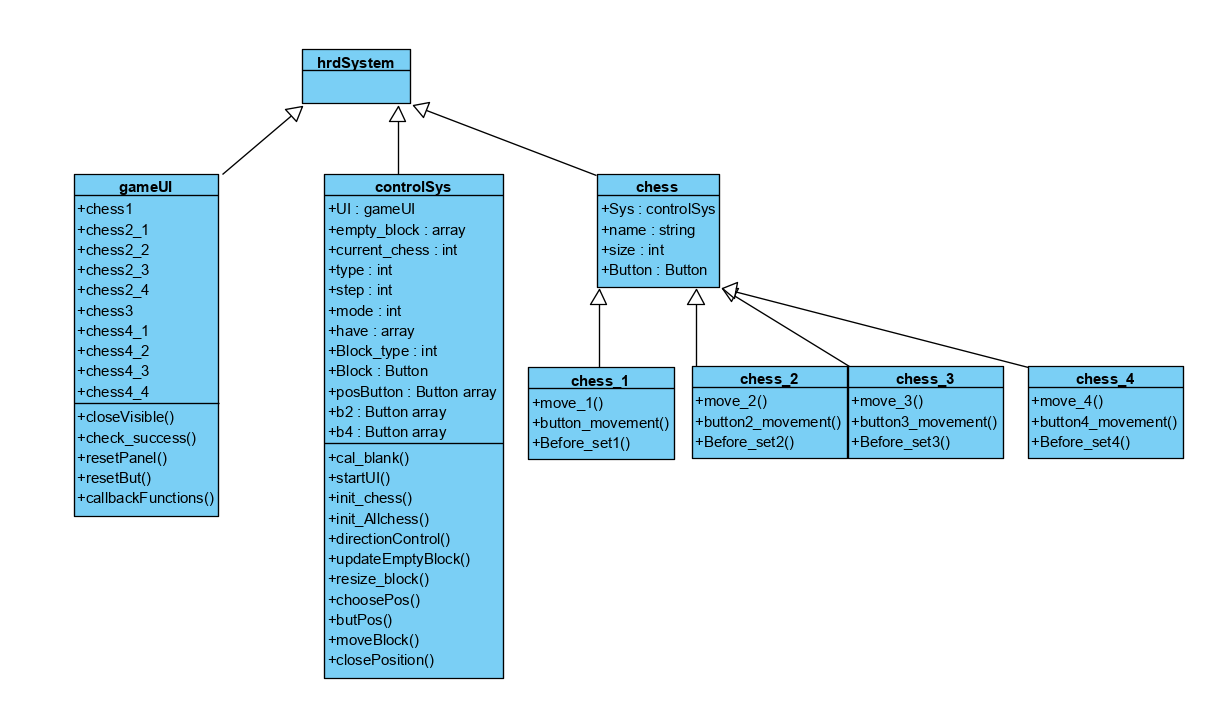 hrdSystem
gameUI
+chess1
+chess2_1
+chess2_2
+chess2_3
+chess2_4
+chess3
+chess4_1
+chess4_2
+chess4_3
+chess4_4
+closeVisible()
+check_success()
+resetPanel()
+resetBut()
+callbackFunctions()
controlSys
+UI : gameUI
+empty_block : array
+current_chess : int
+type : int
+step : int
+mode : int
+have : array
+Block_type : int
+Block : Button
+posButton : Button array
+b2 : Button array
+b4 : Button array
+cal_blank()
+startUI()
+init_chess()
+init_Allchess()
+directionControl()
+updateEmptyBlock()
+resize_block()
+choosePos()
+butPos()
+moveBlock()
+closePosition()
chess
+Sys : controlSys
+name : string
+size : int
+Button : Button
chess_1
+move_1()
+button_movement()
+Before_set1()
chess_2
+move_2()
+button2_movement()
+Before_set2()
chess_3
+move_3()
+button3_movement()
+Before_set3()
chess_4
+move_4()
+button4_movement()
+Before_set4()